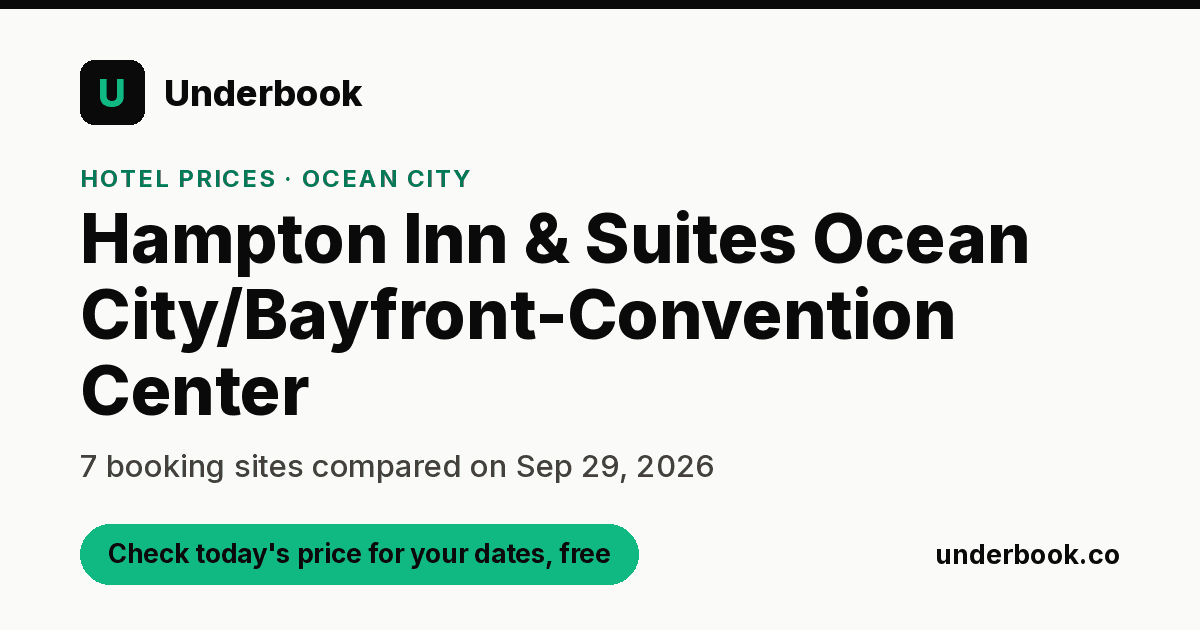 U Underbook
HOTEL PRICES · OCEAN CITY
Hampton Inn & Suites Ocean
City/Bayfront-Convention
Center
7 booking sites compared on Sep 29, 2026
Check today's price for your dates, free
underbook.co